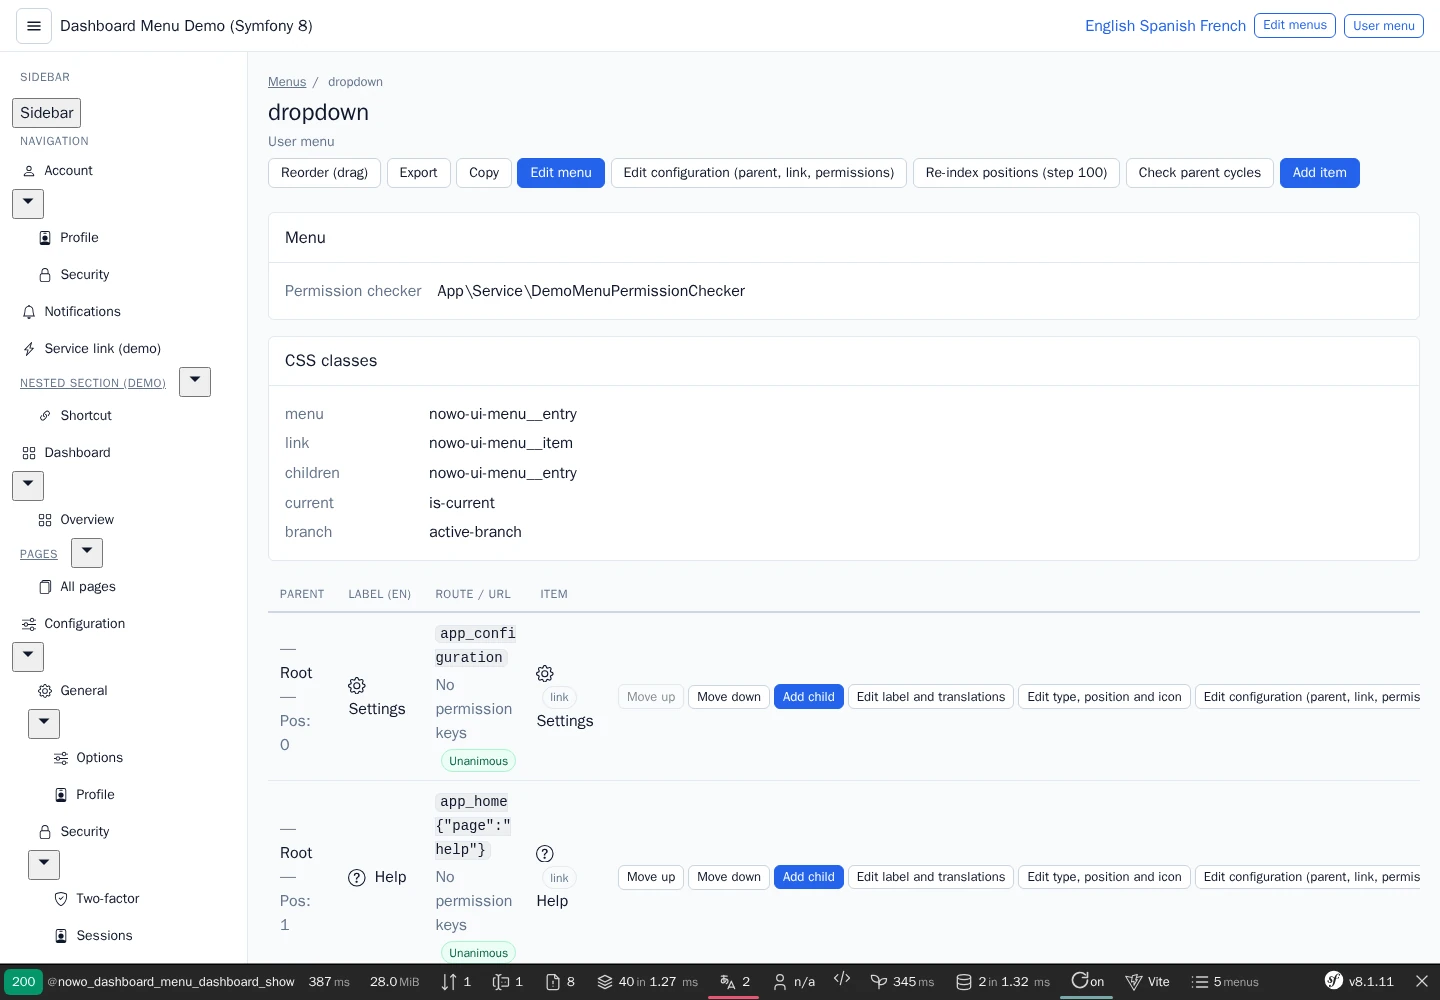 Dashboard Menu Demo (Symfony 8)
English Spanish French
Edit menus
User menu
SIDEBAR
Sidebar
NAVIGATION
Account
Profile
Security
Notifications
Service link (demo)
NESTED SECTION (DEMO)
Shortcut
Dashboard
Overview
PAGES
All pages
Configuration
General
Options
Profile
Security
Two-factor
Sessions
Menus / dropdown
dropdown
User menu
Reorder (drag) Export Copy Edit menu Edit configuration (parent, link, permissions) Re-index positions (step 100) Check parent cycles Add item
Menu
Permission checker App\Service\DemoMenuPermissionChecker
CSS classes
menu nowo-ui-menu__entry
link nowo-ui-menu__item
children nowo-ui-menu__entry
current is-current
branch active-branch
PARENT LABEL (EN) ROUTE / URL ITEM
—
Root
—
Pos:
0
Settings
app_confi
guration
No
permission
keys
Unanimous
link
Settings
Move up Move down Add child Edit label and translations Edit type, position and icon Edit configuration (parent, link, permis
—
Root
—
Pos:
1
Help
app_home
{"page":"
help"}
No
permission
keys
Unanimous
link
Help
Move up Move down Add child Edit label and translations Edit type, position and icon Edit configuration (parent, link, permis
200 @nowo_dashboard_menu_dashboard_show 387 ms 28.0 MiB 1 1 8 40 in 1.27 ms 2 n/a 345 ms 2 in 1.32 ms on Vite 5 menus v8.1.11